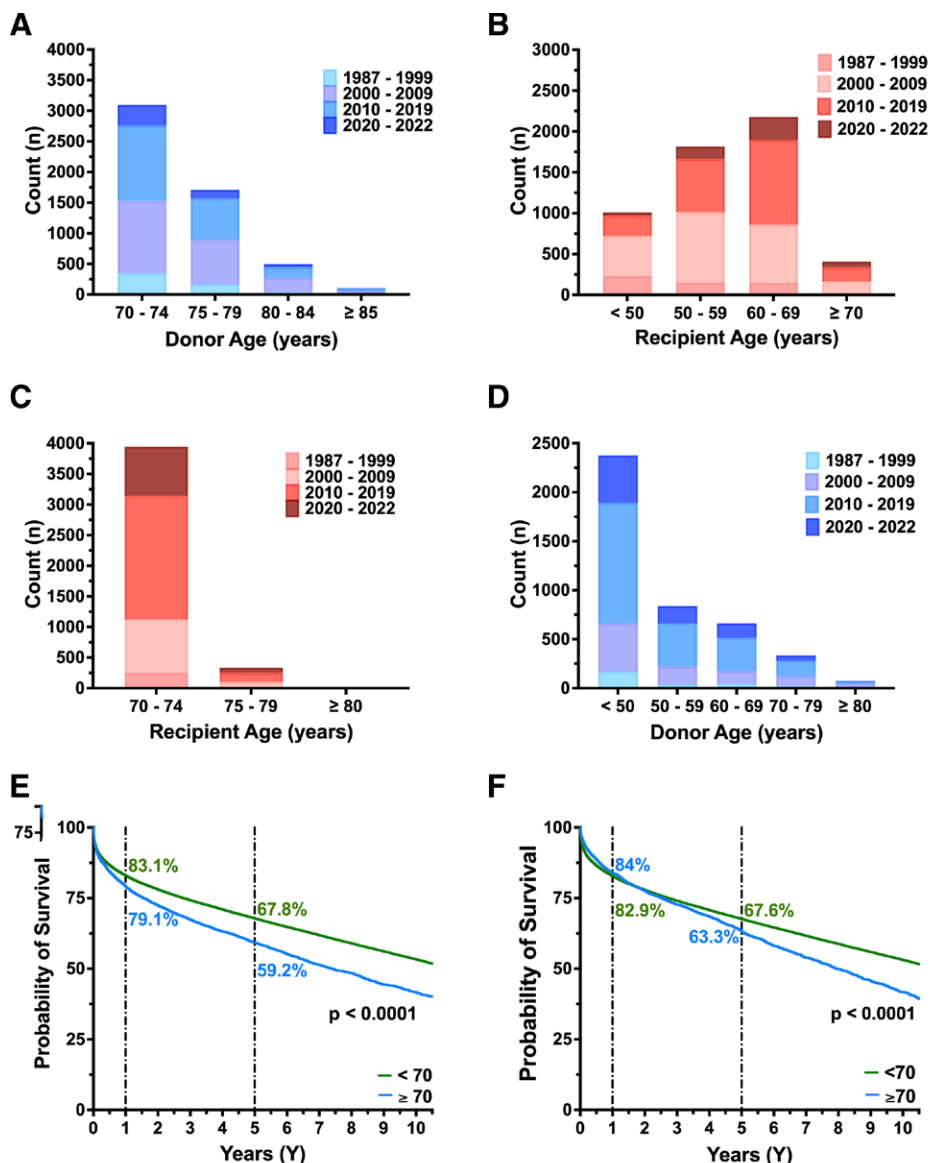 A
Count (n)
4000
3500
3000
2500
2000
1500
1000
500
0
1987 - 1999
2000 - 2009
2010 - 2019
2020 - 2022
70 - 74 75 - 79 80 - 84 ≥ 85
Donor Age (years)
B
Count (n)
3000
2500
2000
1500
1000
500
0
1987 - 1999
2000 - 2009
2010 - 2019
2020 - 2022
< 50 50 - 59 60 - 69 ≥ 70
Recipient Age (years)
C
Count (n)
4000
3500
3000
2500
2000
1500
1000
500
0
1987 - 1999
2000 - 2009
2010 - 2019
2020 - 2022
70 - 74 75 - 79 ≥ 80
Recipient Age (years)
D
Count (n)
2500
2000
1500
1000
500
0
1987 - 1999
2000 - 2009
2010 - 2019
2020 - 2022
< 50 50 - 59 60 - 69 70 - 79 ≥ 80
Donor Age (years)
E
75
Probability of Survival
100
75
50
25
0
83.1%
79.1%
67.8%
59.2%
p < 0.0001
< 70
≥ 70
0 1 2 3 4 5 6 7 8 9 10
Years (Y)
F
Probability of Survival
100
75
50
25
0
84%
82.9%
67.6%
63.3%
p < 0.0001
<70
≥70
0 1 2 3 4 5 6 7 8 9 10
Years (Y)